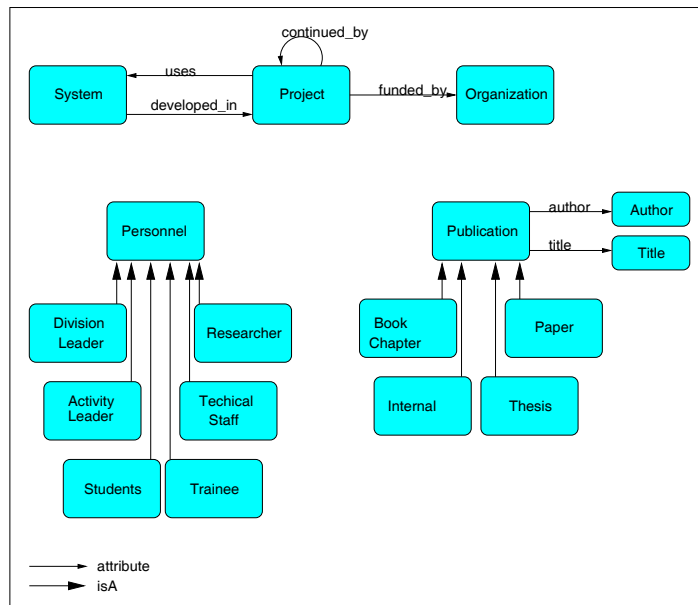 continued_by
uses
System
Project
funded_by
Organization
developed_in
Personnel
Publication
author
Author
title
Title
Division
Leader
Researcher
Book
Chapter
Paper
Activity
Leader
Techical
Staff
Internal
Thesis
Students
Trainee
attribute
isA